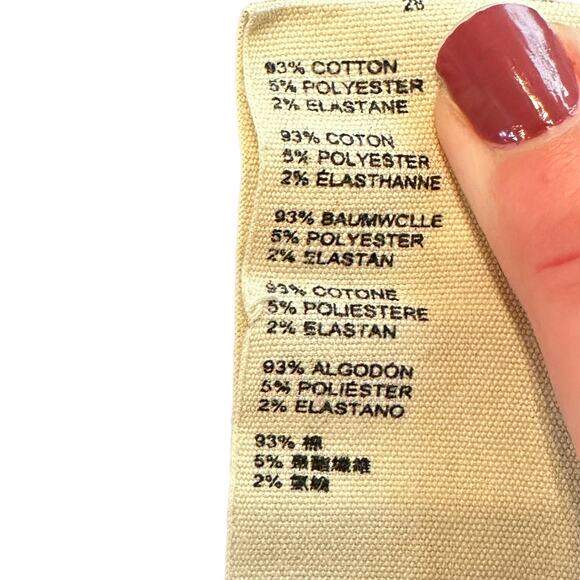 28
93% COTTON
5% POLYESTER
2% ELASTANE
93% COTON
5% POLYESTER
2% ÉLASTHANNE
93% BAUMWOLLE
5% POLYESTER
2% ELASTAN
93% COTONE
5% POLIESTERE
2% ELASTAN
93% ALGODÓN
5% POLIÉSTER
2% ELASTANO
93% 棉
5% 聚酯纖維
2% 氨綸